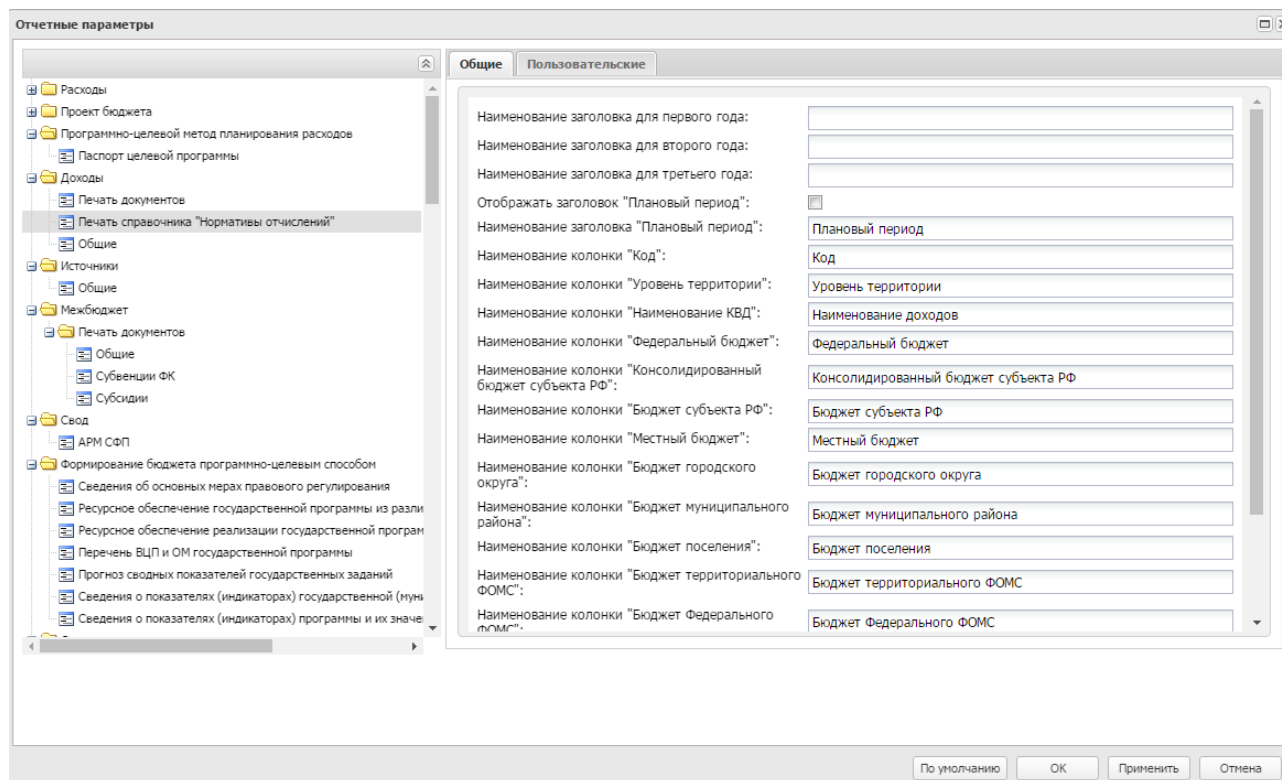 Отчетные параметры
Расходы
Проект бюджета
Программно-целевой метод планирования расходов
Паспорт целевой программы
Доходы
Печать документов
Печать справочника "Нормативы отчислений"
Общие
Источники
Общие
Межбюджет
Печать документов
Общие
Субвенции ФК
Субсидии
Свод
АРМ СФП
Формирование бюджета программно-целевым способом
Сведения об основных мерах правового регулирования
Ресурсное обеспечение государственной программы из разли
Ресурсное обеспечение реализации государственной програм
Перечень ВЦП и ОМ государственной программы
Прогноз сводных показателей государственных заданий
Сведения о показателях (индикаторах) государственной (муни
Сведения о показателях (индикаторах) программы и их значе
Общие Пользовательские
Наименование заголовка для первого года:
Наименование заголовка для второго года:
Наименование заголовка для третьего года:
Отображать заголовок "Плановый период":
Наименование заголовка "Плановый период": Плановый период
Наименование колонки "Код": Код
Наименование колонки "Уровень территории": Уровень территории
Наименование колонки "Наименование КВД": Наименование доходов
Наименование колонки "Федеральный бюджет": Федеральный бюджет
Наименование колонки "Консолидированный
бюджет субъекта РФ": Консолидированный бюджет субъекта РФ
Наименование колонки "Бюджет субъекта РФ": Бюджет субъекта РФ
Наименование колонки "Местный бюджет": Местный бюджет
Наименование колонки "Бюджет городского
округа": Бюджет городского округа
Наименование колонки "Бюджет муниципального
района": Бюджет муниципального района
Наименование колонки "Бюджет поселения": Бюджет поселения
Наименование колонки "Бюджет территориального
ФОМС": Бюджет территориального ФОМС
Наименование колонки "Бюджет Федерального
ФОМС": Бюджет Федерального ФОМС
По умолчанию ОК Применить Отмена